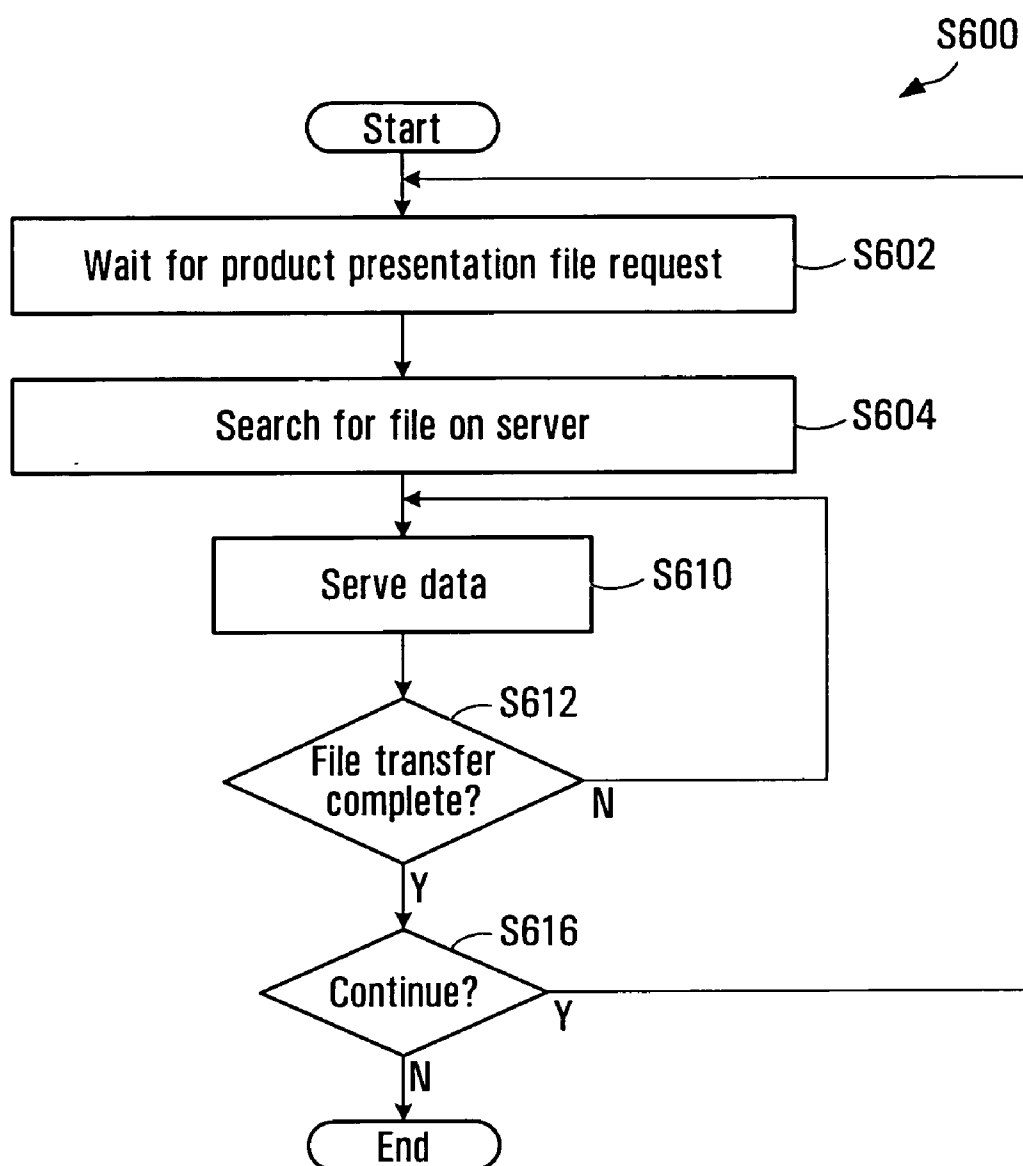 S600
Start
Wait for product presentation file request
S602
Search for file on server
S604
Serve data
S610
S612
File transfer
complete?
N
Y
S616
Continue?
Y
N
End